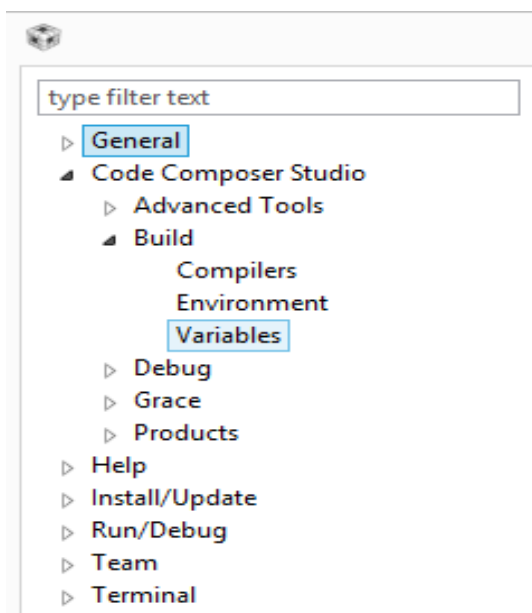 type filter text
General
Code Composer Studio
Advanced Tools
Build
Compilers
Environment
Variables
Debug
Grace
Products
Help
Install/Update
Run/Debug
Team
Terminal